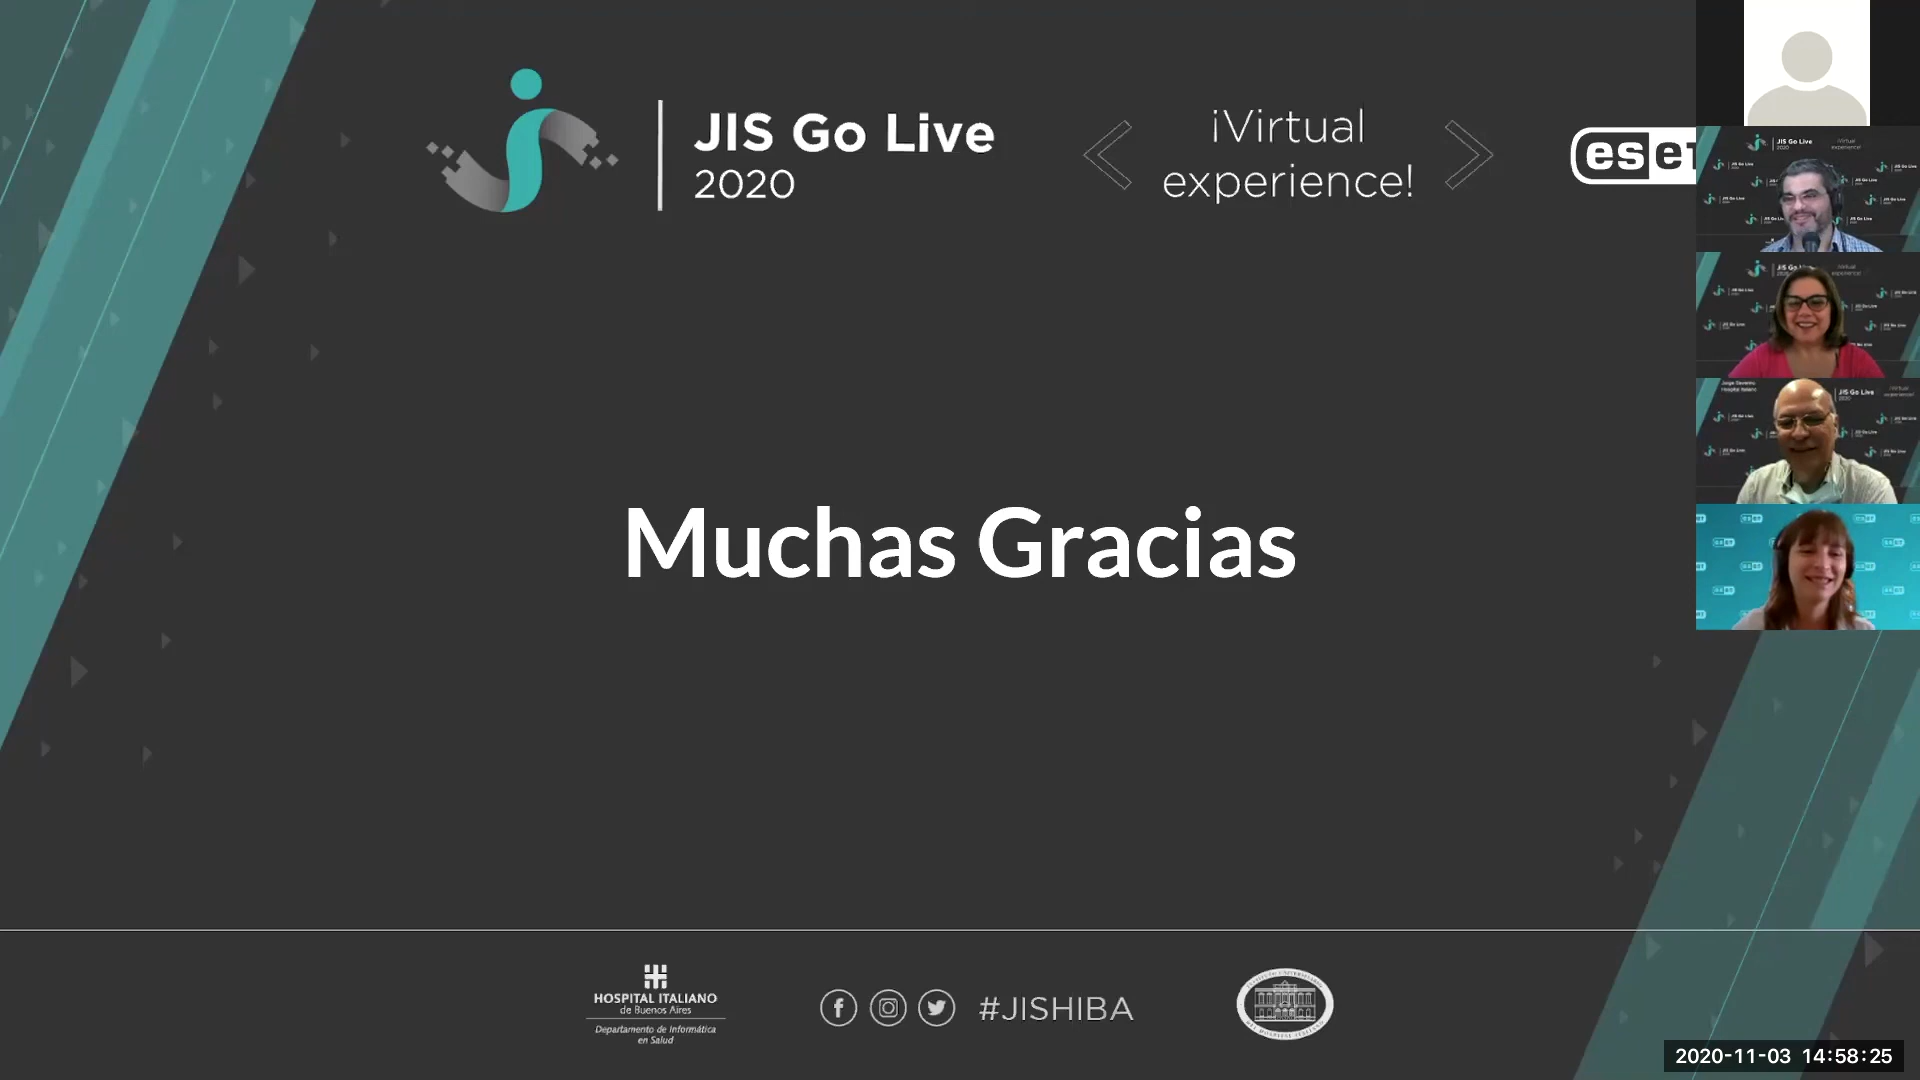 JIS Go Live
2020
¡Virtual
experience!
eset
Muchas Gracias
HOSPITAL ITALIANO
de Buenos Aires
Departamento de Informática
en Salud
#JISHIBA
2020-11-03 14:58:25